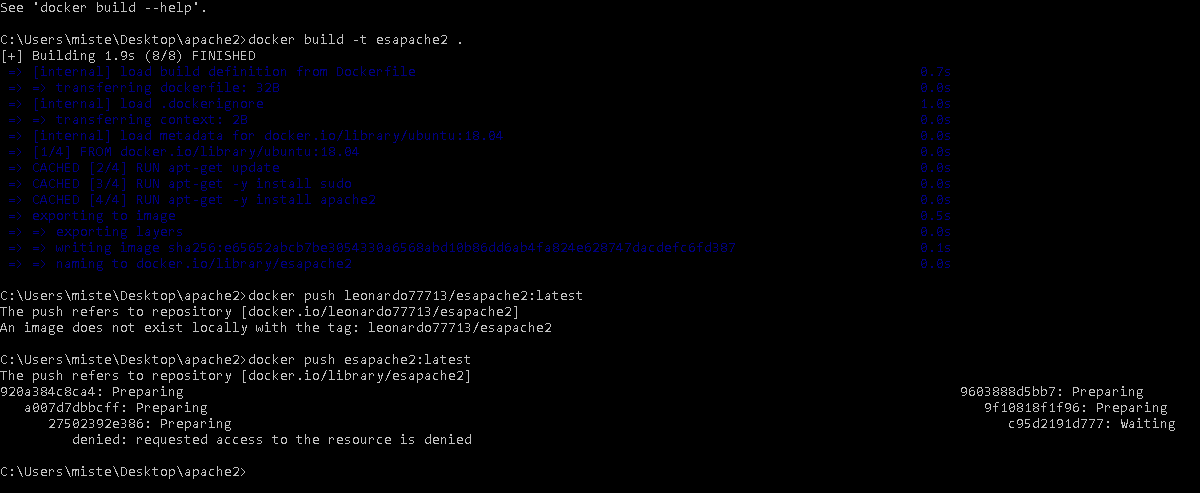 See 'docker build --help'.
C:\Users\miste\Desktop\apache2>docker build -t esapache2 .
[+] Building 1.9s (8/8) FINISHED
=> [internal] load build definition from Dockerfile 0.7s
=> => transferring dockerfile: 32B 0.0s
=> [internal] load .dockerignore 1.0s
=> => transferring context: 2B 0.0s
=> [internal] load metadata for docker.io/library/ubuntu:18.04 0.0s
=> [1/4] FROM docker.io/library/ubuntu:18.04 0.0s
=> CACHED [2/4] RUN apt-get update 0.0s
=> CACHED [3/4] RUN apt-get -y install sudo 0.0s
=> CACHED [4/4] RUN apt-get -y install apache2 0.0s
=> exporting to image 0.5s
=> => exporting layers 0.0s
=> => writing image 0.1s
=> => naming to docker.io/library/esapache2 0.0s
C:\Users\miste\Desktop\apache2>docker push leonardo77713/esapache2:latest
The push refers to repository [docker.io/leonardo77713/esapache2]
An image does not exist locally with the tag: leonardo77713/esapache2
C:\Users\miste\Desktop\apache2>docker push esapache2:latest
The push refers to repository [docker.io/library/esapache2]
920a384c8ca4: Preparing 9603888d5bb7: Preparing
a007d7dbbcff: Preparing 9f10818f1f96: Preparing
27502392e386: Preparing c95d2191d777: Waiting
denied: requested access to the resource is denied
C:\Users\miste\Desktop\apache2>